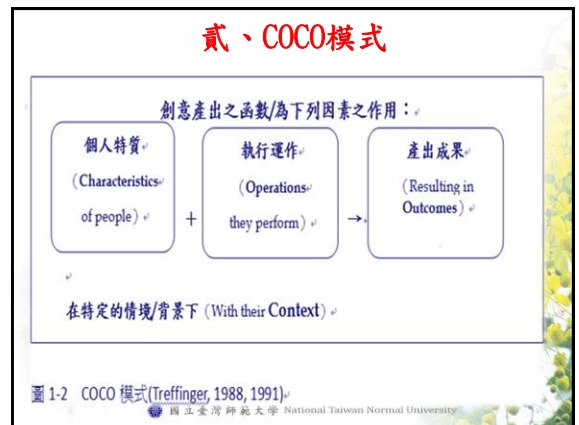 貳、COCO模式
創意產出之函數/為下列因素之作用：
個人特質
(Characteristics
of people)
+
執行運作
(Operations
they perform)
→
產出成果
(Resulting in
Outcomes)
在特定的情境/背景下 (With their Context)
圖 1-2 COCO 模式(Treffinger, 1988, 1991)
國立臺灣師範大學 National Taiwan Normal University